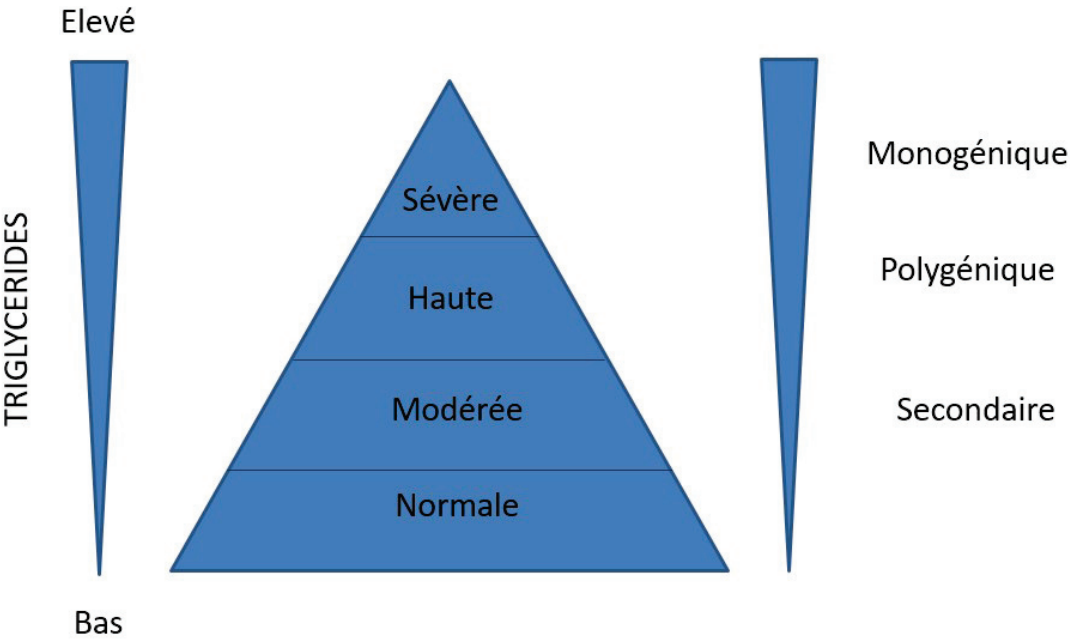 Elevé
TRIGLYCERIDES
Bas
Sévère
Haute
Modérée
Normale
Monogénique
Polygénique
Secondaire